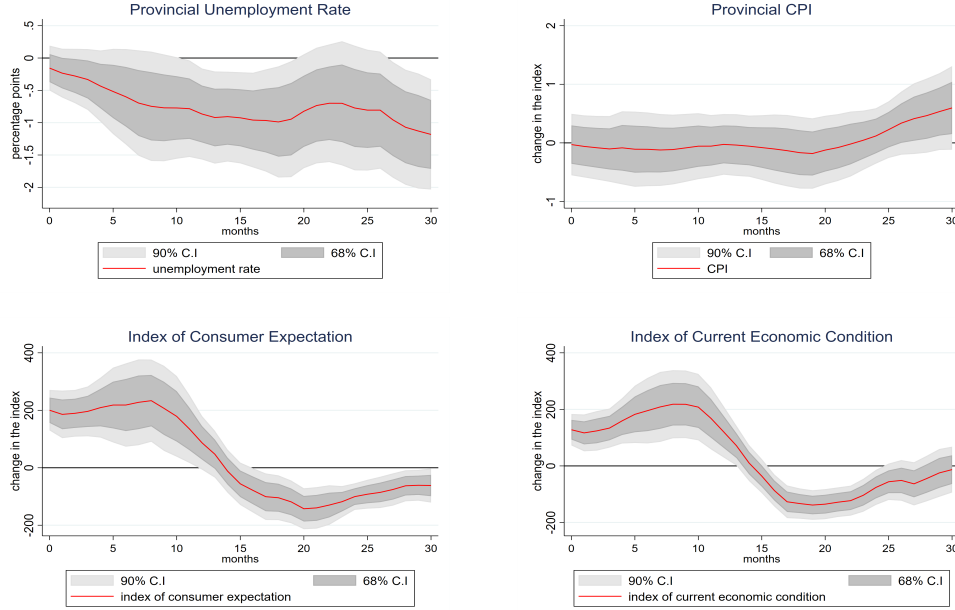 Provincial Unemployment Rate
percentage points
.5
0
-.5
-1
-1.5
-2
0 5 10 15 20 25 30
months
90% C.I 68% C.I
unemployment rate
Provincial CPI
change in the index
2
1
0
-1
0 5 10 15 20 25 30
months
90% C.I 68% C.I
CPI
Index of Consumer Expectation
change in the index
400
200
0
-200
0 5 10 15 20 25 30
months
90% C.I 68% C.I
index of consumer expectation
Index of Current Economic Condition
change in the index
400
200
0
-200
0 5 10 15 20 25 30
months
90% C.I 68% C.I
index of current economic condition